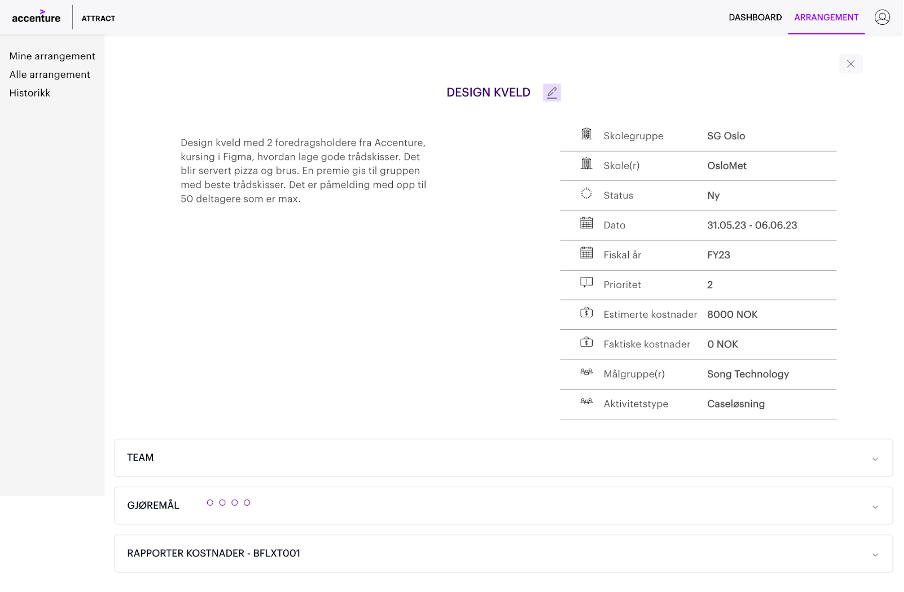 accenture
ATTRACT
DASHBOARD
ARRANGEMENT
Mine arrangement
Alle arrangement
Historikk
DESIGN KVELD
Design kveld med 2 foredragsholdere fra Accenture,
kursing i Figma, hvordan lage gode trådskisser. Det
blir servert pizza og brus. En premie gis til gruppen
med beste trådskisser. Det er påmelding med opp til
50 deltagere som er max.
Skolegruppe SG Oslo
Skole(r) OsloMet
Status Ny
Dato 31.05.23 - 06.06.23
Fiskal år FY23
Prioritet 2
Estimerte kostnader 8000 NOK
Faktiske kostnader 0 NOK
Målgruppe(r) Song Technology
Aktivitetstype Caseløsning
TEAM
GJØREMÅL
RAPPORTER KOSTNADER - BFLXT001